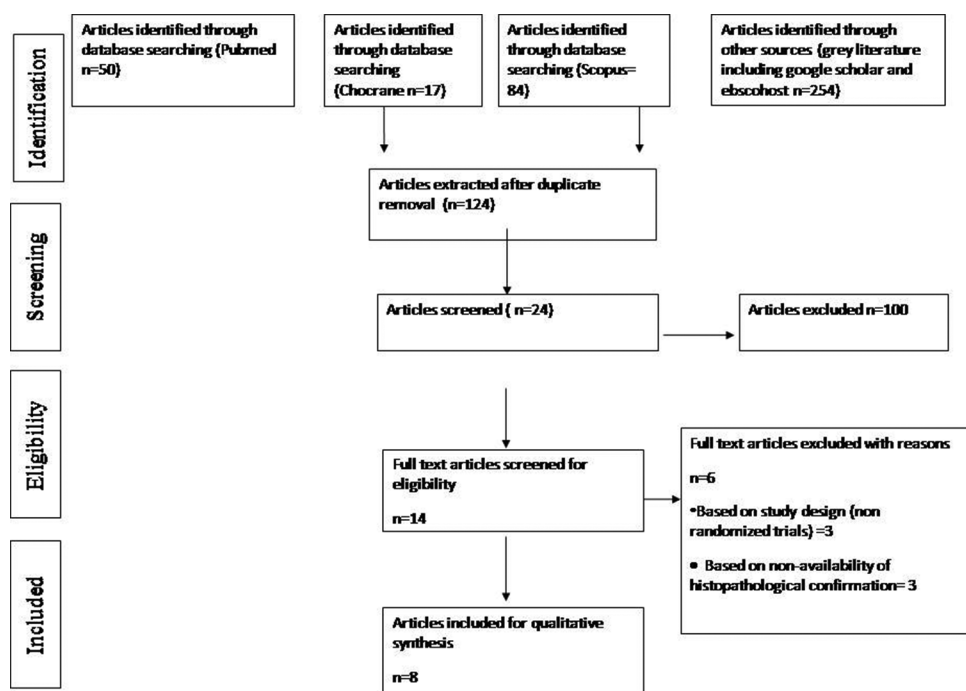 Identification
Articles identified through
database searching {Pubmed
n=50}
Articles identified
through database
searching
{Chocrane n=17}
Articles identified
through database
searching {Scopus=
84}
Articles identified through
other sources {grey literature
including google scholar and
ebscohost n=254}
Articles extracted after duplicate
removal {n=124}
Screening
Articles screened { n=24}
Articles excluded n=100
Eligibility
Full text articles screened for
eligibility
n=14
Full text articles excluded with reasons
n=6
•Based on study design {non
randomized trials} =3
• Based on non-availability of
histopathological confirmation= 3
Included
Articles included for qualitative
synthesis
n=8